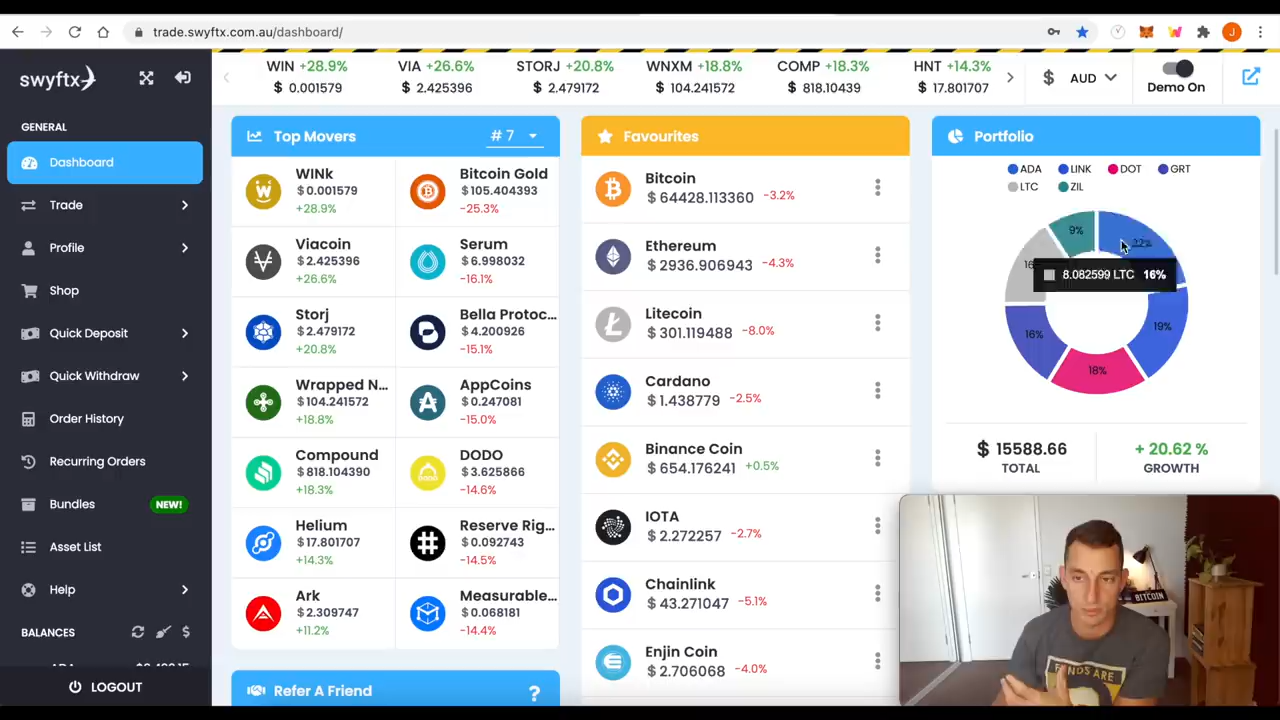 trade.swyftx.com.au/dashboard/
J
swyftx
WIN +28.9%
$ 0.001579
VIA +26.6%
$ 2.425396
STORJ +20.8%
$ 2.479172
WNXM +18.8%
$ 104.241572
COMP +18.3%
$ 818.10439
HNT +14.3%
$ 17.801707
$ AUD
Demo On
GENERAL
Dashboard
Trade
Profile
Shop
Quick Deposit
Quick Withdraw
Order History
Recurring Orders
Bundles
NEW!
Asset List
Help
BALANCES
$
LOGOUT
Top Movers
# 7
WINk
$0.001579
+28.9%
Bitcoin Gold
$105.404393
-25.3%
Viacoin
$2.425396
+26.6%
Serum
$6.998032
-16.1%
Storj
$2.479172
+20.8%
Bella Protoc...
$4.200926
-15.1%
Wrapped N...
$104.241572
+18.8%
AppCoins
$0.247081
-15.0%
Compound
$818.104390
+18.3%
DODO
$3.625866
-14.6%
Helium
$17.801707
+14.3%
Reserve Rig...
$0.092743
-14.5%
Ark
$2.309747
+11.2%
Measurable...
$0.068181
-14.4%
Refer A Friend
?
Favourites
Bitcoin
$ 64428.113360 -3.2%
Ethereum
$ 2936.906943 -4.3%
Litecoin
$ 301.119488 -8.0%
Cardano
$ 1.438779 -2.5%
Binance Coin
$ 654.176241 +0.5%
IOTA
$ 2.272257 -2.7%
Chainlink
$ 43.271047 -5.1%
Enjin Coin
$ 2.706068 -4.0%
Portfolio
ADA LINK DOT GRT
LTC ZIL
9%
22%
8.082599 LTC 16%
16%
19%
18%
$ 15588.66
TOTAL
+ 20.62 %
GROWTH
BITCOIN